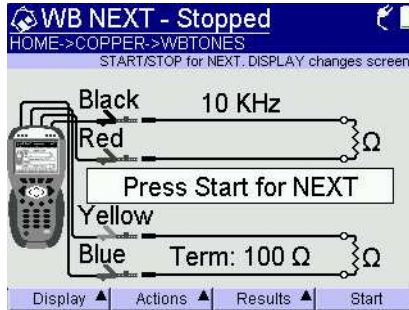 WB NEXT - Stopped
HOME->COPPER->WBTONES
START/STOP for NEXT. DISPLAY changes screen
Black 10 KHz
Red Ω
Press Start for NEXT
Yellow
Blue Term: 100 Ω Ω
Display Actions Results Start